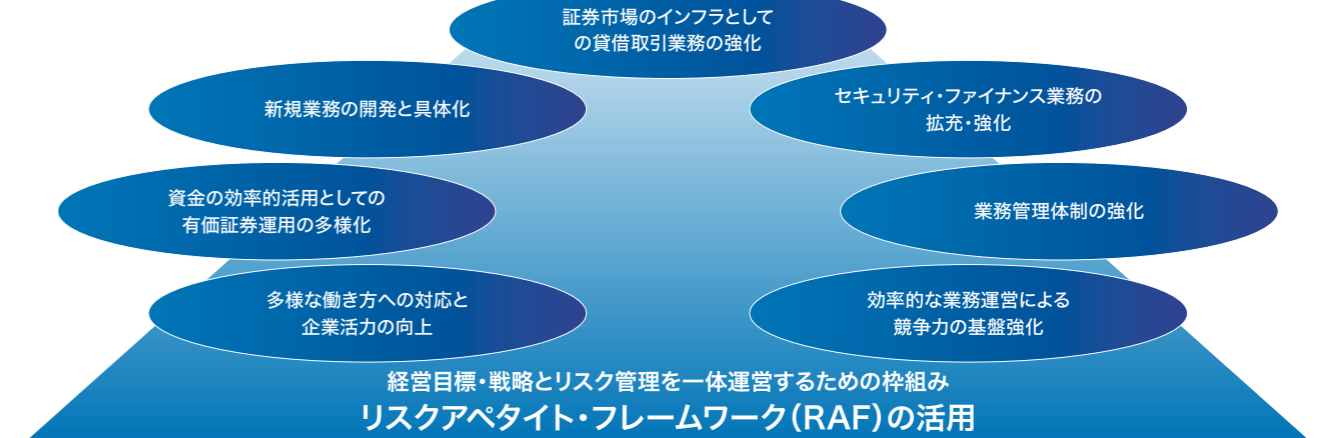 証券市場のインフラとして
の貸借取引業務の強化
新規業務の開発と具体化
セキュリティ・ファイナンス業務の
拡充・強化
資金の効率的活用としての
有価証券運用の多様化
業務管理体制の強化
多様な働き方への対応と
企業活力の向上
効率的な業務運営による
競争力の基盤強化
経営目標・戦略とリスク管理を一体運営するための枠組み
リスクアペタイト・フレームワーク（RAF）の活用